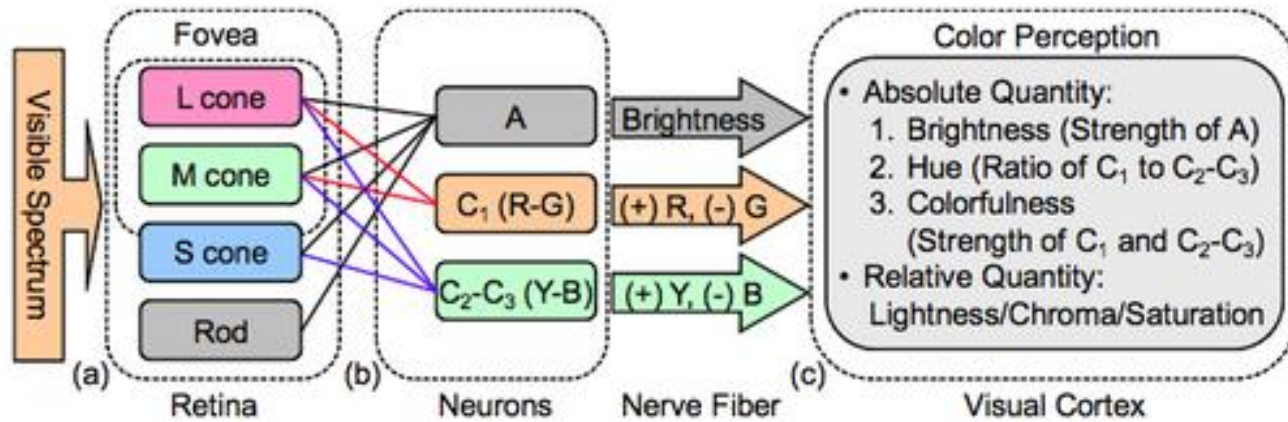 Visible Spectrum
(a)
Fovea
L cone
M cone
S cone
Rod
Retina
(b)
A
C₁ (R-G)
C₂-C₃ (Y-B)
Neurons
Brightness
(+) R, (-) G
(+) Y, (-) B
Nerve Fiber
(c)
Color Perception
• Absolute Quantity:
1. Brightness (Strength of A)
2. Hue (Ratio of C₁ to C₂-C₃)
3. Colorfulness
(Strength of C₁ and C₂-C₃)
• Relative Quantity:
Lightness/Chroma/Saturation
Visual Cortex